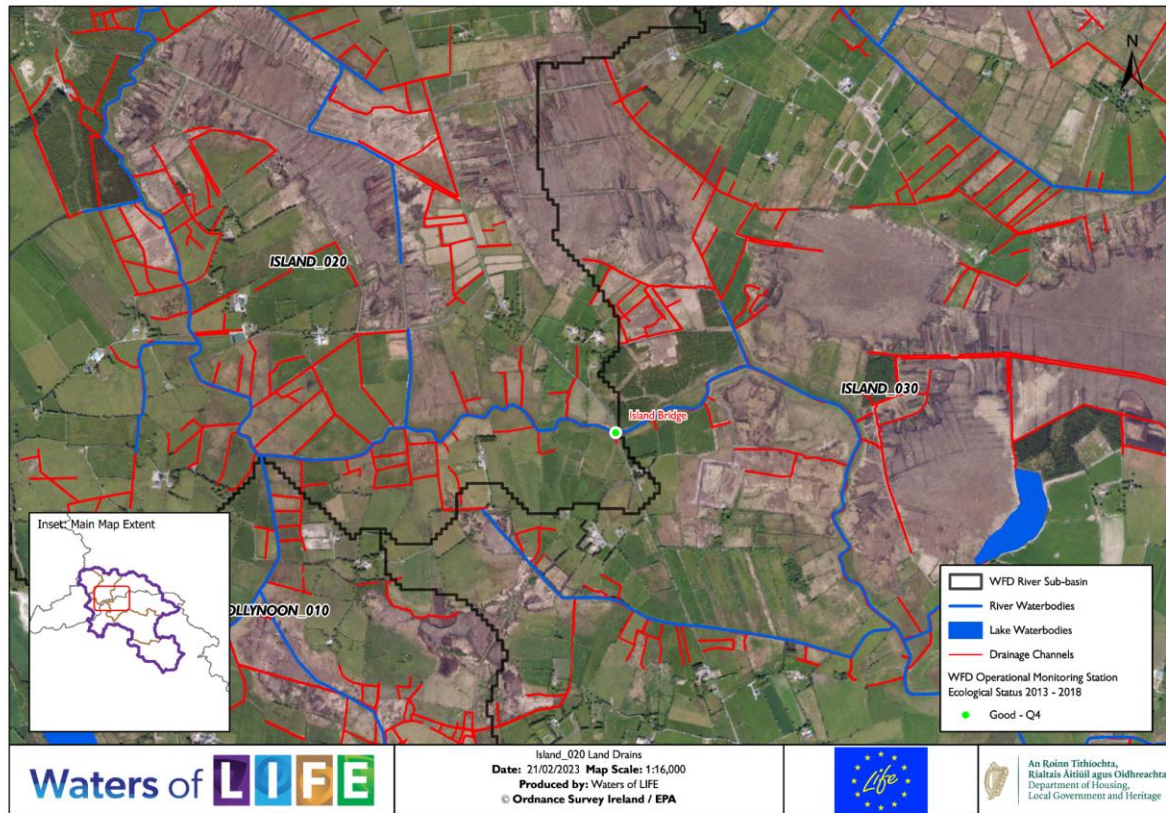 N
ISLAND_020
ISLAND_030
Island Bridge
Inset: Main Map Extent
OLLYNOON_010
WFD River Sub-basin
River Waterbodies
Lake Waterbodies
Drainage Channels
WFD Operational Monitoring Station
Ecological Status 2013 - 2018
Good - Q4
Waters of LIFE
Island_020 Land Drains
Date: 21/02/2023 Map Scale: 1:16,000
Produced by: Waters of LIFE
© Ordnance Survey Ireland / EPA
Life
An Roinn Tithíochta,
Rialtais Áitiúil agus Oidhreachta
Department of Housing,
Local Government and Heritage